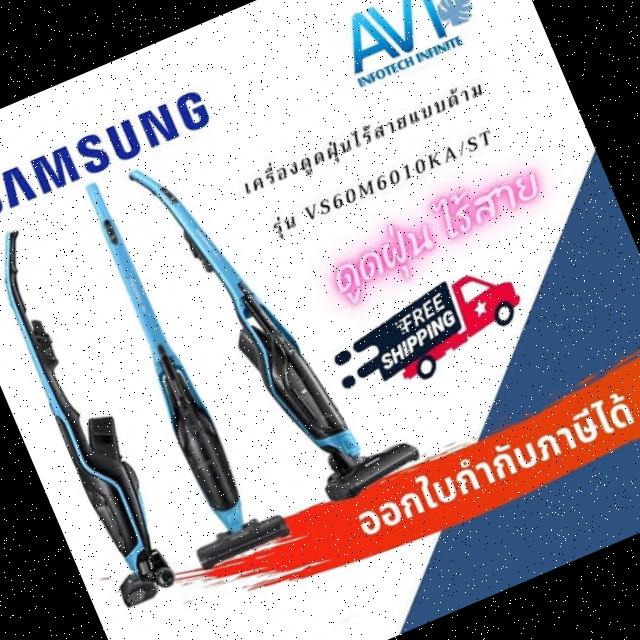 AVI
INFOTECH INFINITE
SAMSUNG
เครื่องดูดฝุ่นไร้สายแบบด้าม
รุ่น VS60M6010KA/ST
ดูดฝุ่น ไร้สาย
FREE
SHIPPING
ออกใบกำกับภาษีได้